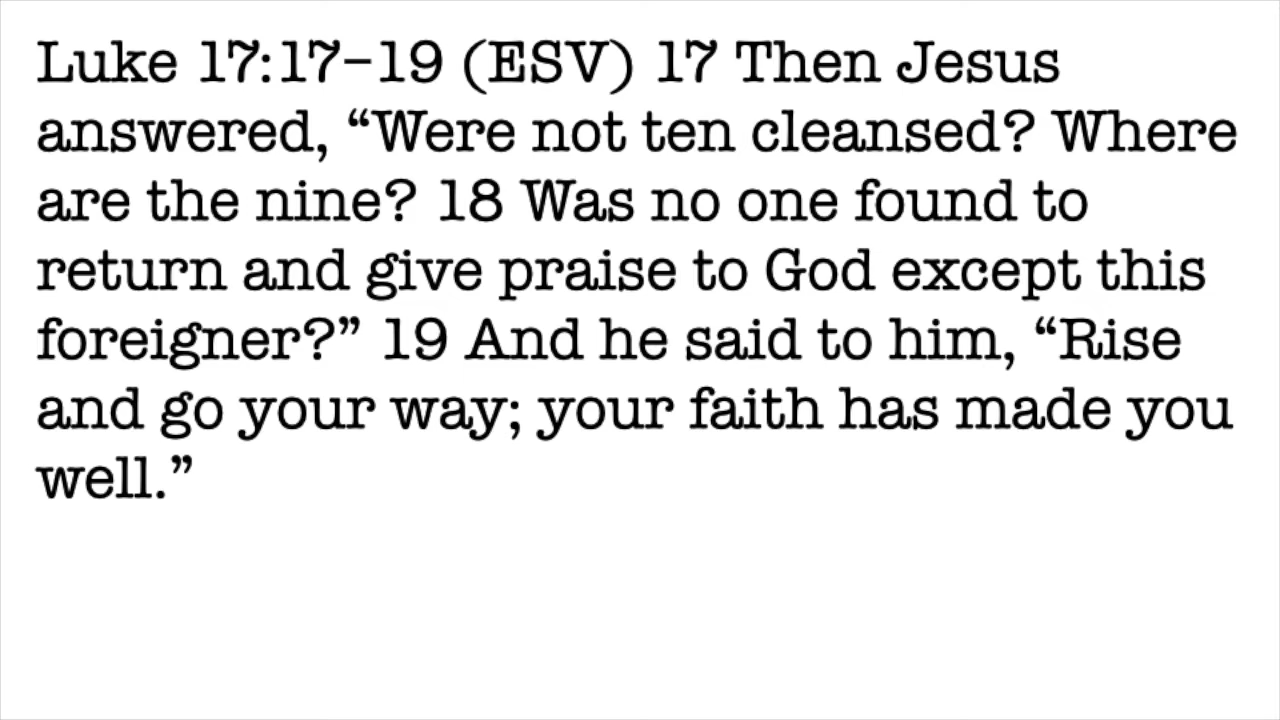 Luke 17:17–19 (ESV) 17 Then Jesus
answered, “Were not ten cleansed? Where
are the nine? 18 Was no one found to
return and give praise to God except this
foreigner?” 19 And he said to him, “Rise
and go your way; your faith has made you
well.”